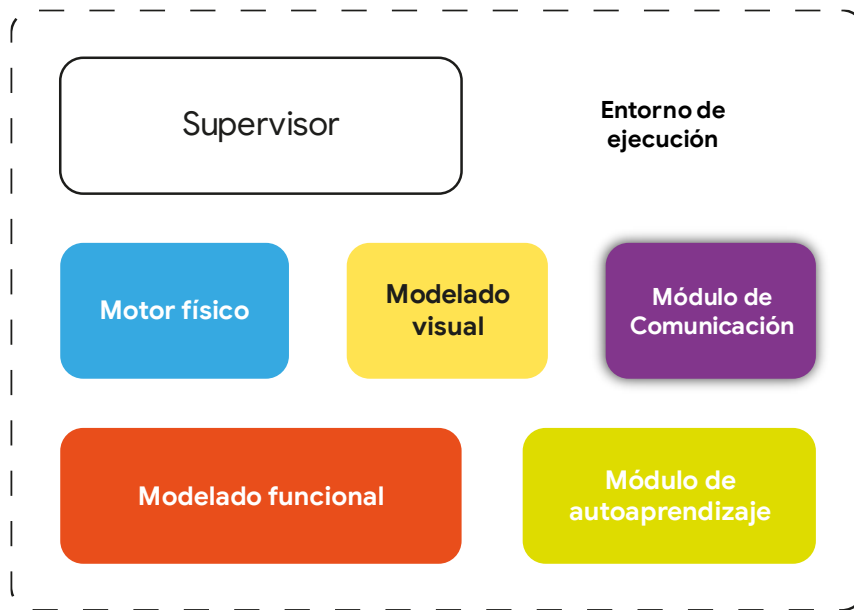 Supervisor
Entorno de
ejecución
Motor físico
Modelado
visual
Módulo de
Comunicación
Modelado funcional
Módulo de
autoaprendizaje